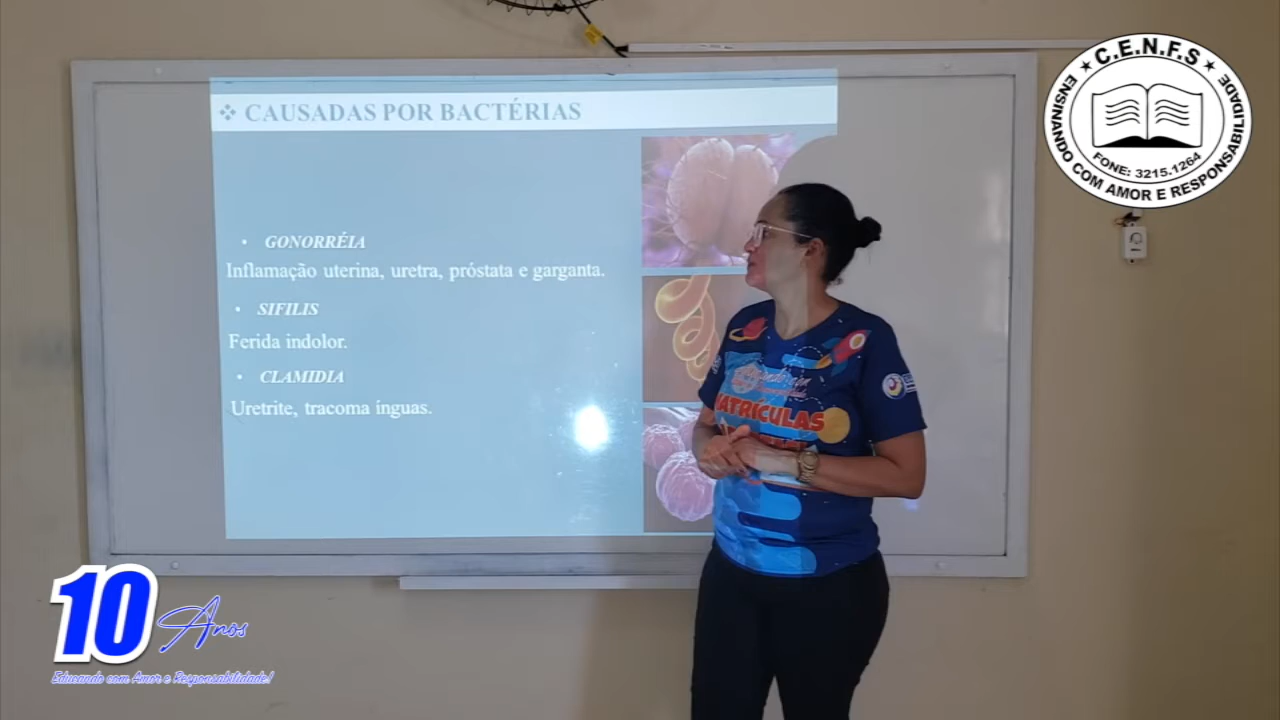 ❖ CAUSADAS POR BACTÉRIAS
• GONORRÉIA
Inflamação uterina, uretra, próstata e garganta.
• SIFILIS
Ferida indolor.
• CLAMIDIA
Uretrite, tracoma ínguas.
C.E.N.F.S
ENSINANDO COM AMOR E RESPONSABILIDADE
FONE: 3215.1264
MATRÍCULAS
10 Anos
Educando com Amor e Responsabilidade!